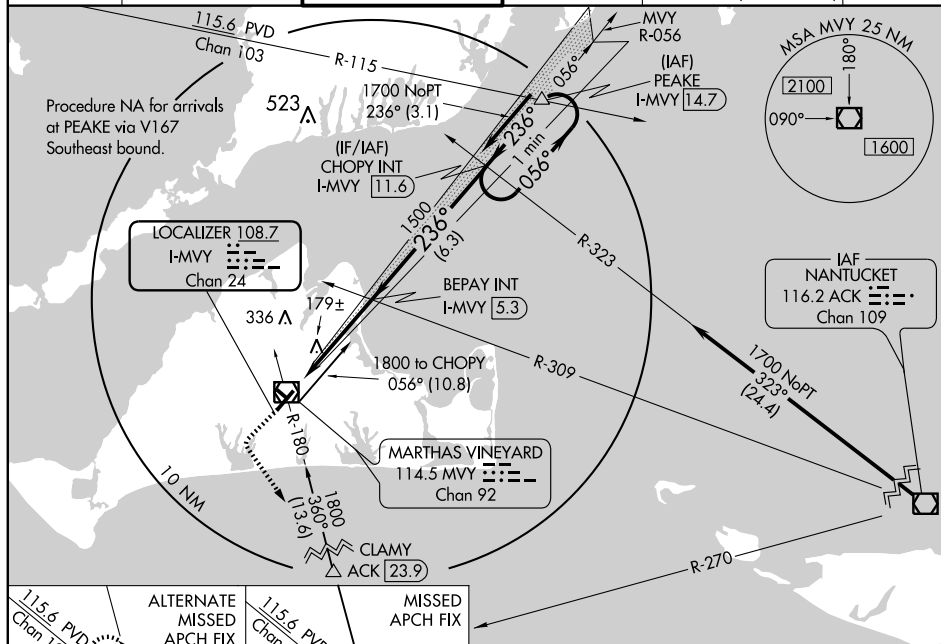 115.6 PVD
Chan 103
R-115
Procedure NA for arrivals
at PEAKE via V167
Southeast bound.
523
1700 NoPT
236° (3.1)
(IF/IAF)
CHOPY INT
I-MVY 11.6
MVY
R-056
056°
(IAF)
PEAKE
I-MVY 14.7
236°
1 min
056°
MSA MVY 25 NM
180°
2100
090°
1600
1500
236°
(6.3)
R-323
LOCALIZER 108.7
I-MVY
Chan 24
BEPAY INT
I-MVY 5.3
336
179±
1800 to CHOPY
056° (10.8)
R-309
IAF
NANTUCKET
116.2 ACK
Chan 109
1700 NoPT
323°
(24.4)
R-180
MARTHAS VINEYARD
114.5 MVY
Chan 92
10 NM
1800
360°
(13.6)
CLAMY
ACK 23.9
R-270
115.6 PVD
ALTERNATE
MISSED
APCH FIX
115.6 PVD
MISSED
APCH FIX